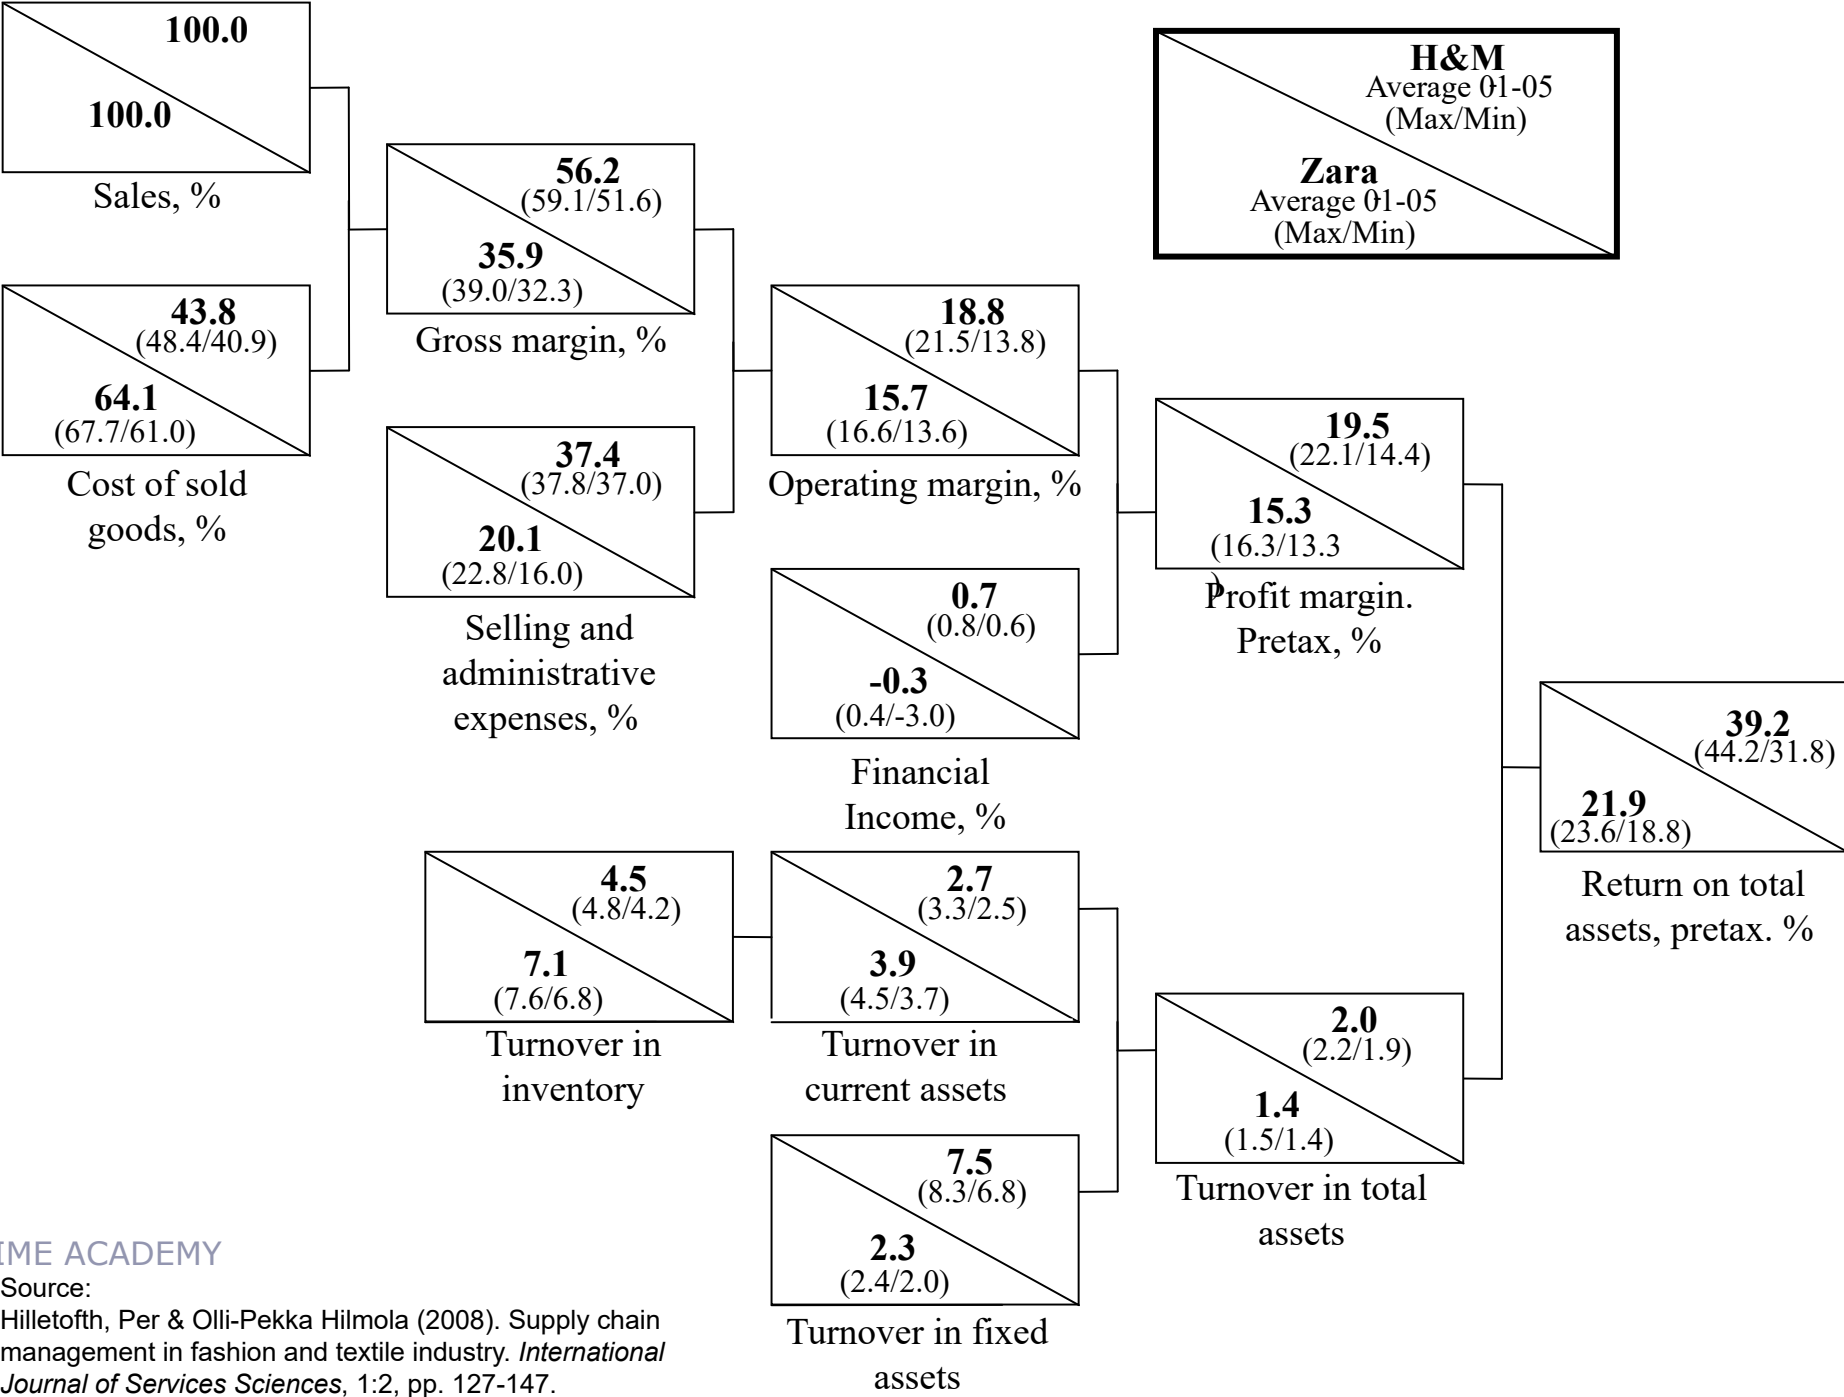 100.0
100.0
Sales, %
43.8
(48.4/40.9)
64.1
(67.7/61.0)
Cost of sold
goods, %
56.2
(59.1/51.6)
35.9
(39.0/32.3)
Gross margin, %
37.4
(37.8/37.0)
20.1
(22.8/16.0)
Selling and
administrative
expenses, %
18.8
(21.5/13.8)
15.7
(16.6/13.6)
Operating margin, %
0.7
(0.8/0.6)
-0.3
(0.4/-3.0)
Financial
Income, %
H&M
Average 01-05
(Max/Min)
Zara
Average 01-05
(Max/Min)
19.5
(22.1/14.4)
15.3
(16.3/13.3
)
Profit margin.
Pretax, %
4.5
(4.8/4.2)
7.1
(7.6/6.8)
Turnover in
inventory
2.7
(3.3/2.5)
3.9
(4.5/3.7)
Turnover in
current assets
7.5
(8.3/6.8)
2.3
(2.4/2.0)
Turnover in fixed
assets
2.0
(2.2/1.9)
1.4
(1.5/1.4)
Turnover in total
assets
39.2
(44.2/31.8)
21.9
(23.6/18.8)
Return on total
assets, pretax. %
IME ACADEMY
Source:
Hilletofth, Per & Olli-Pekka Hilmola (2008). Supply chain
management in fashion and textile industry. International
Journal of Services Sciences, 1:2, pp. 127-147.